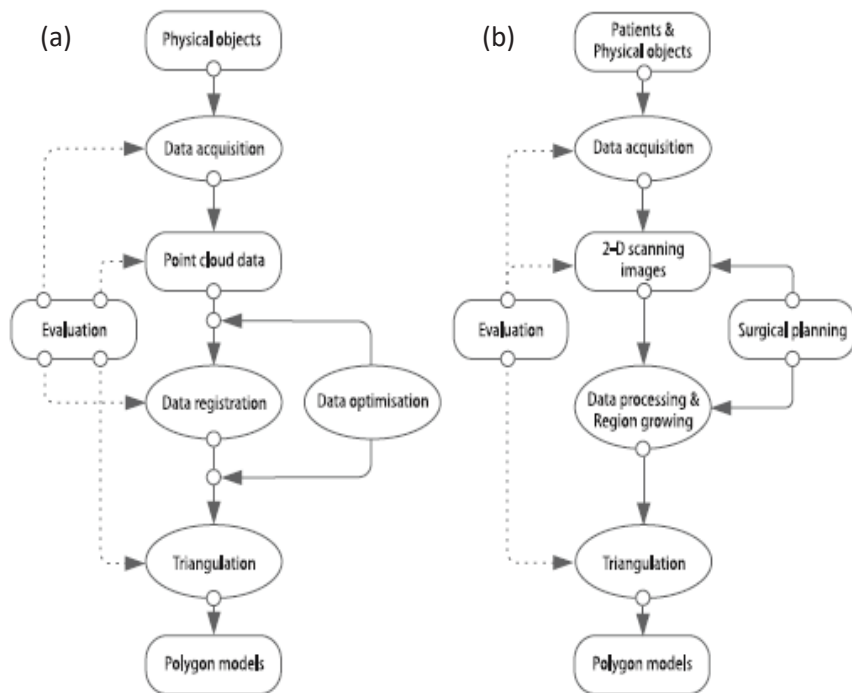 (a)
Physical objects
Data acquisition
Point cloud data
Evaluation
Data registration
Data optimisation
Triangulation
Polygon models
(b)
Patients &
Physical objects
Data acquisition
2-D scanning
images
Evaluation
Surgical planning
Data processing &
Region growing
Triangulation
Polygon models